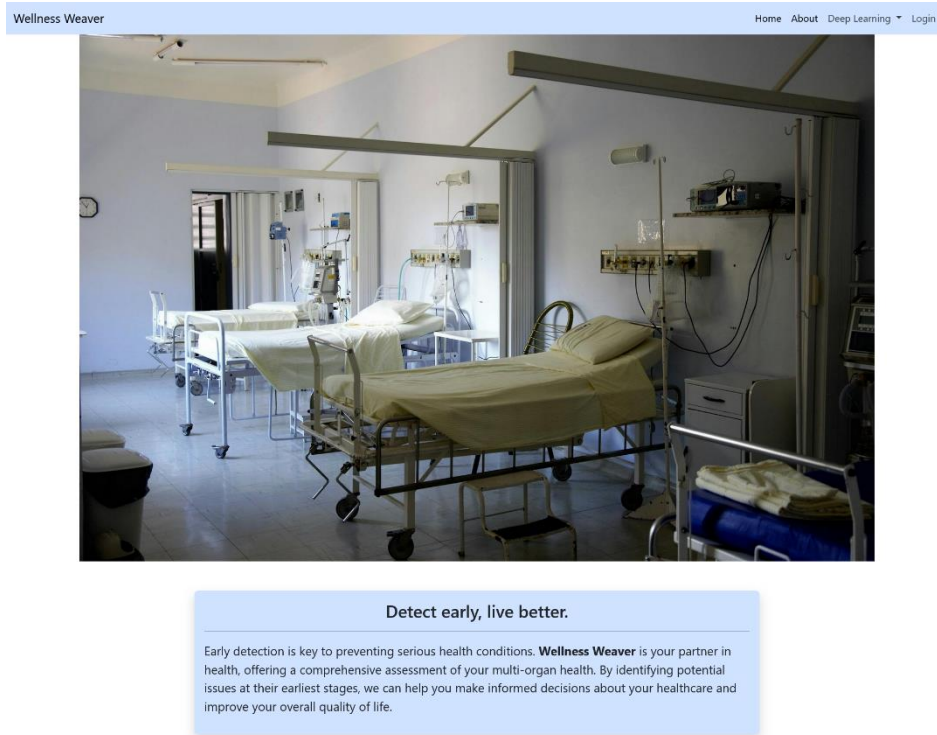 Wellness Weaver
Home About Deep Learning Login
Detect early, live better.
Early detection is key to preventing serious health conditions. Wellness Weaver is your partner in
health, offering a comprehensive assessment of your multi-organ health. By identifying potential
issues at their earliest stages, we can help you make informed decisions about your healthcare and
improve your overall quality of life.